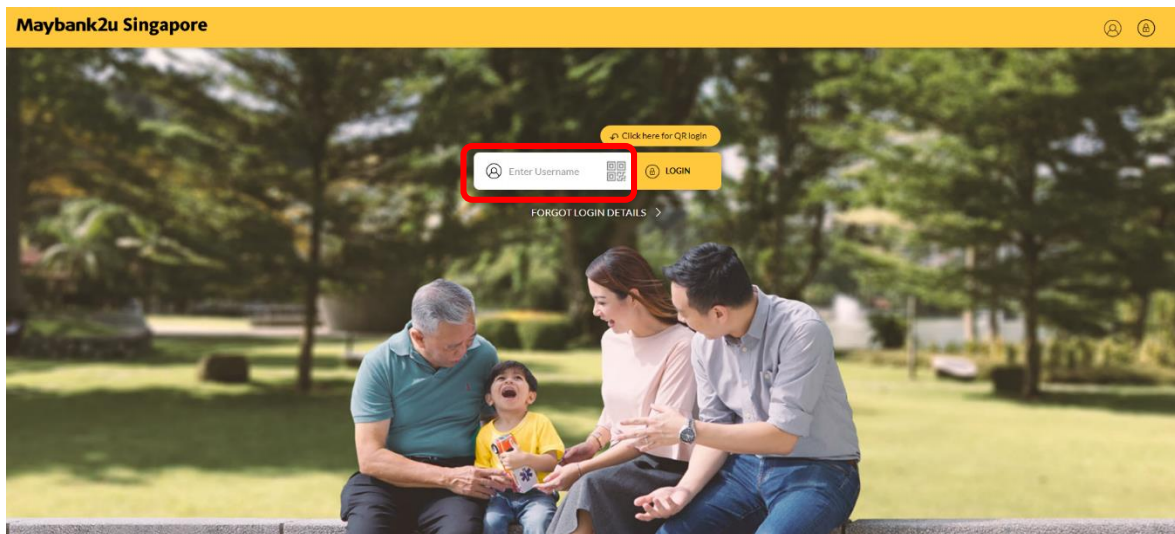 Maybank2u Singapore
Click here for QR login
Enter Username
LOGIN
FORGOT LOGIN DETAILS >